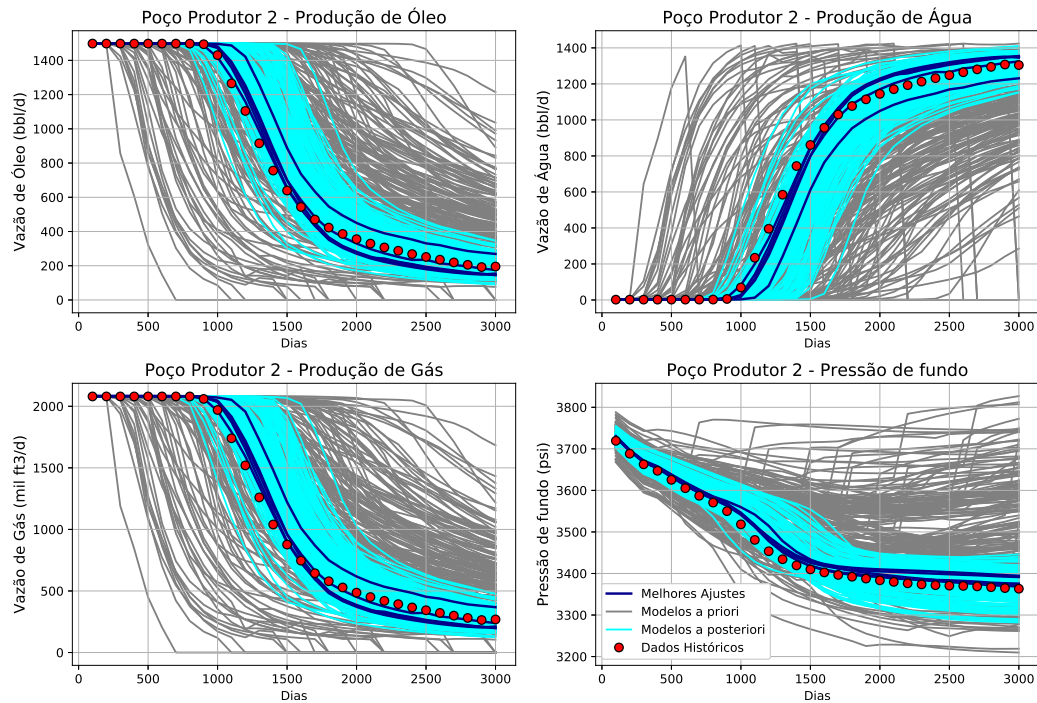 Poço Produtor 2 - Produção de Óleo
Vazão de Óleo (bbl/d)
1400
1200
1000
800
600
400
200
0
0 500 1000 1500 2000 2500 3000
Dias
Poço Produtor 2 - Produção de Água
Vazão de Água (bbl/d)
1400
1200
1000
800
600
400
200
0
0 500 1000 1500 2000 2500 3000
Dias
Poço Produtor 2 - Produção de Gás
Vazão de Gás (mil ft3/d)
2000
1500
1000
500
0
0 500 1000 1500 2000 2500 3000
Dias
Poço Produtor 2 - Pressão de fundo
Pressão de fundo (psi)
3800
3700
3600
3500
3400
3300
3200
0 500 1000 1500 2000 2500 3000
Dias
Melhores Ajustes
Modelos a priori
Modelos a posteriori
Dados Históricos